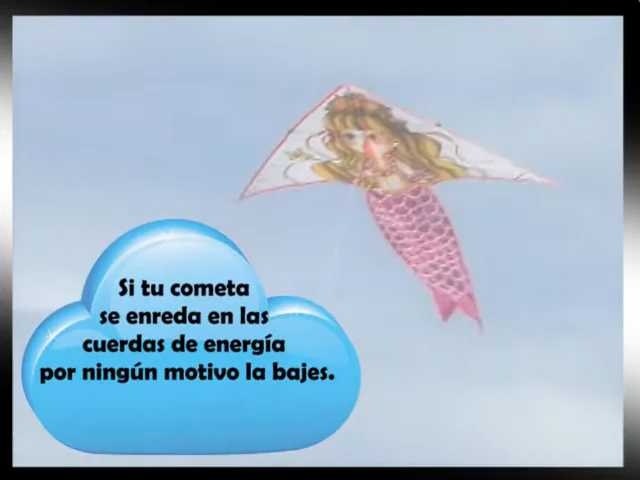 Si tu cometa
se enreda en las
cuerdas de energía
por ningún motivo la bajes.